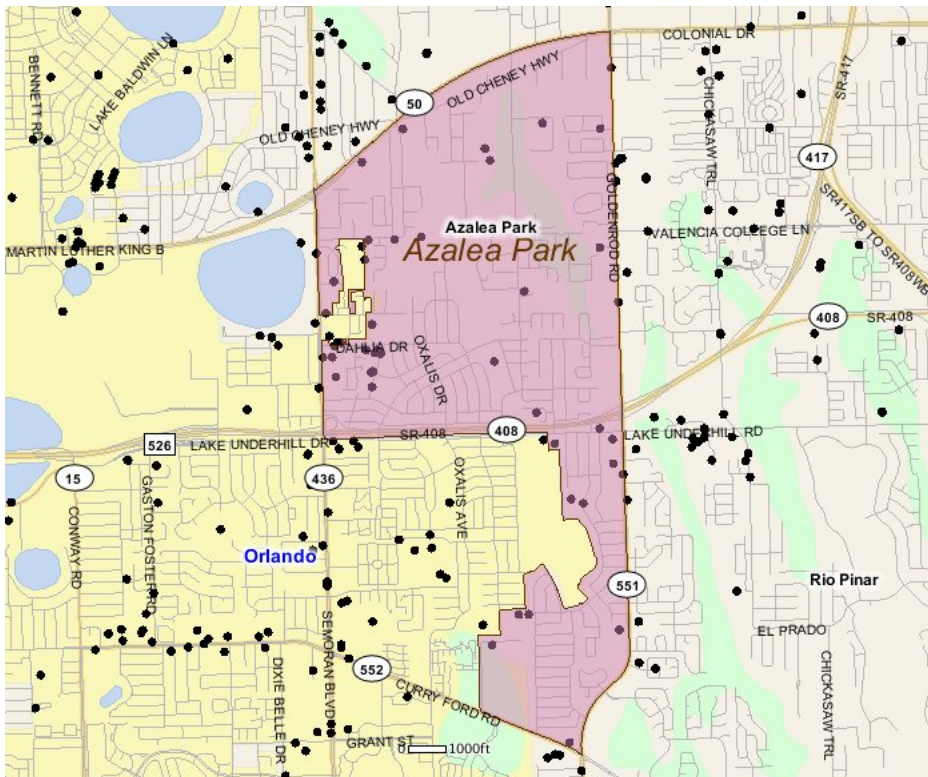 COLONIAL DR
BENNETT RD
LAKE BALDWIN LN
OLD CHENEY HWY
SR-417
CHICKASAW TRL
50
OLD CHENEY HWY
417
GOLDENROD RD
SR417SB TO SR408WB
Azalea Park
VALENCIA COLLEGE LN
MARTIN LUTHER KING B
Azalea Park
408
SR-408
DAHLIA DR
OXALIS DR
526
LAKE UNDERHILL DR
SR-408
408
LAKE UNDERHILL RD
15
436
OXALIS AVE
GASTON FOSTER RD
CONWAY RD
Orlando
551
Rio Pinar
SEMORAN BLVD
EL PRADO
552
DIXIE BELLE DR
CURRY FORD RD
CHICKASAW TRL
GRANT ST
0 1000ft